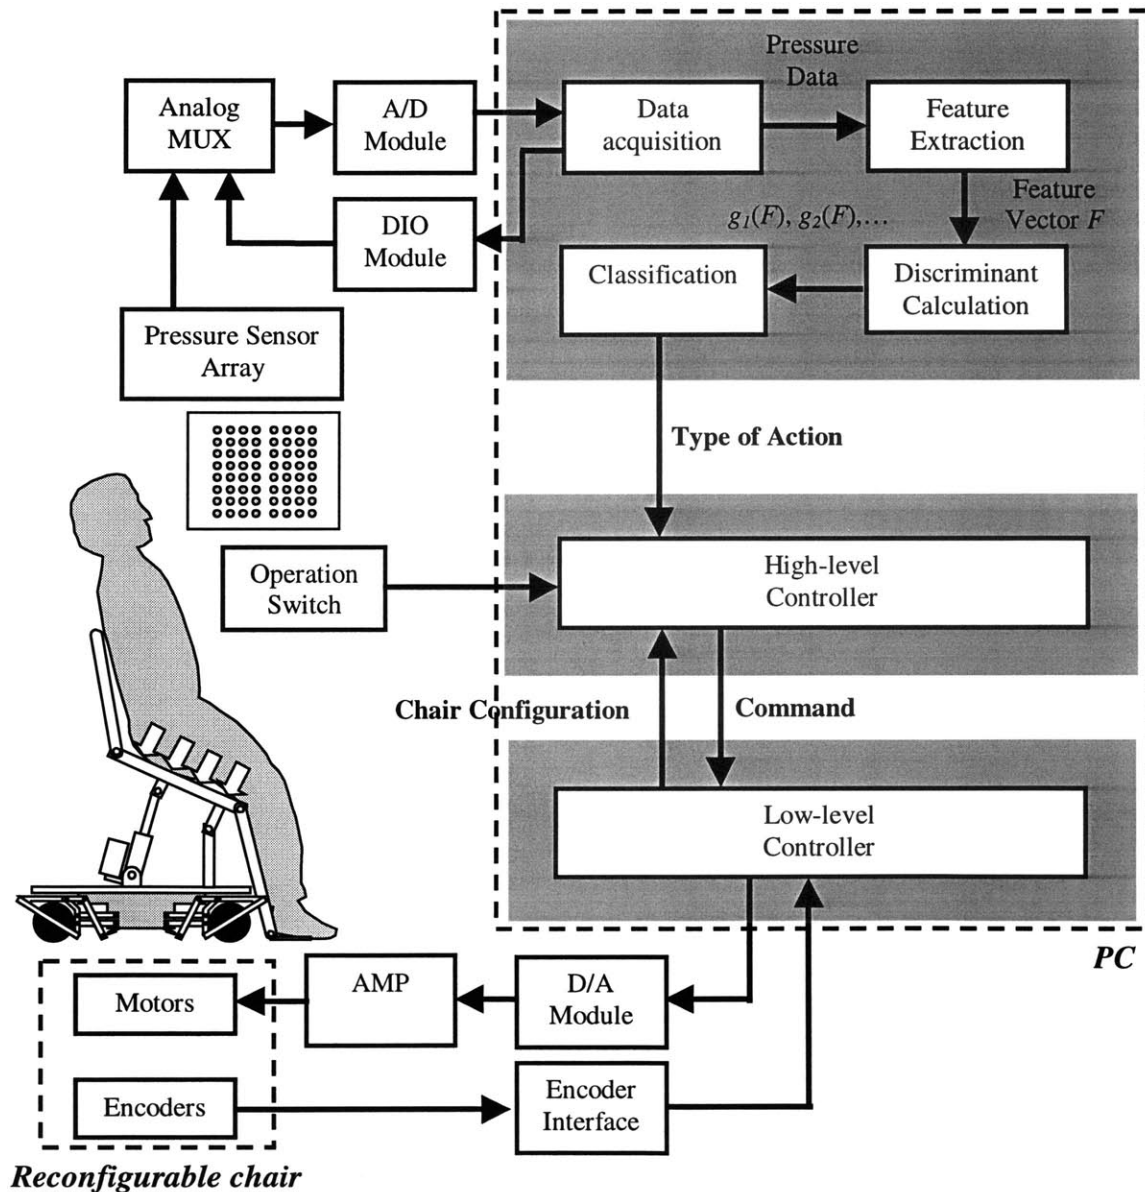 Pressure
Data
Analog
MUX
A/D
Module
Data
acquisition
Feature
Extraction
DIO
Module
g1(F), g2(F),...
Feature
Vector F
Classification
Discriminant
Calculation
Pressure Sensor
Array
Type of Action
Operation
Switch
High-level
Controller
Chair Configuration
Command
Low-level
Controller
PC
Motors
AMP
D/A
Module
Encoders
Encoder
Interface
Reconfigurable chair